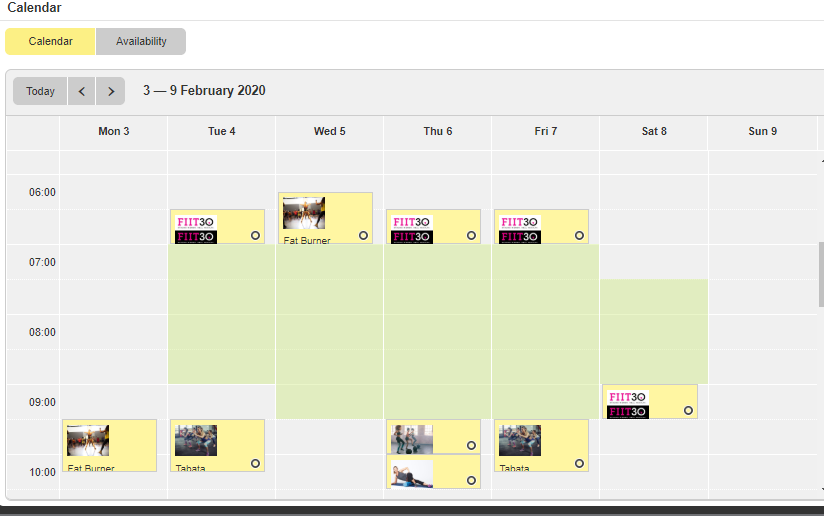 Calendar
Calendar Availability
Today < > 3 — 9 February 2020
Mon 3 Tue 4 Wed 5 Thu 6 Fri 7 Sat 8 Sun 9
06:00
FIIT30 FIIT30 FIIT30
FIIT30 FIIT30 FIIT30
Fat Burner
07:00
08:00
09:00
FIIT30
FIIT30
Fat Burner Tabata Tabata
10:00